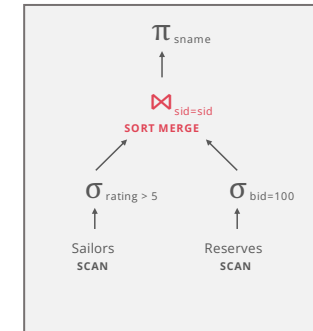 π sname
⋈ sid=sid
SORT MERGE
σ rating > 5 σ bid=100
Sailors Reserves
SCAN SCAN